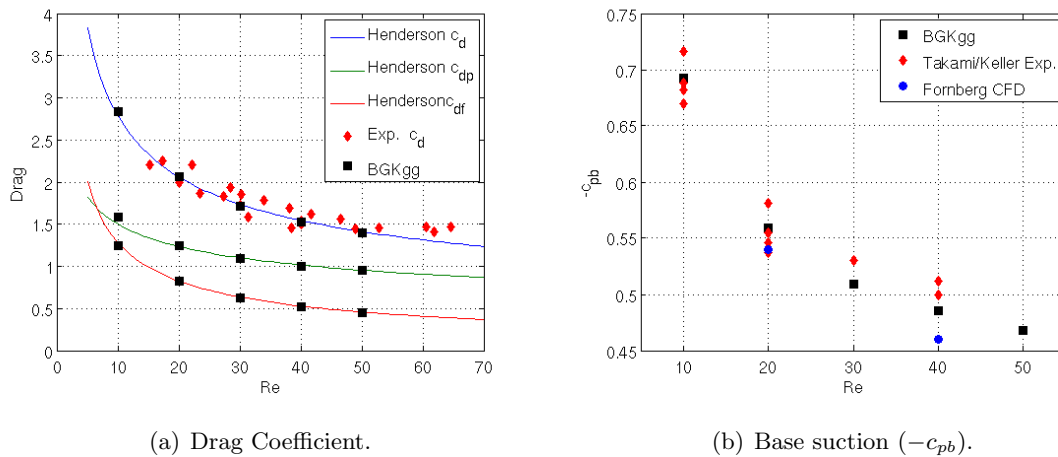 4
3.5
3
2.5
2
1.5
1
0.5
0
Drag
0 10 20 30 40 50 60 70
Re
Henderson c_d
Henderson c_dp
Hendersonc_df
Exp. c_d
BGKgg
(a) Drag Coefficient.
0.7
0.65
0.6
0.55
0.5
0.45
-c_pb
10 20 30 40 50
Re
BGKgg
Takami/Keller Exp.
Fornberg CFD
(b) Base suction (−c_pb).